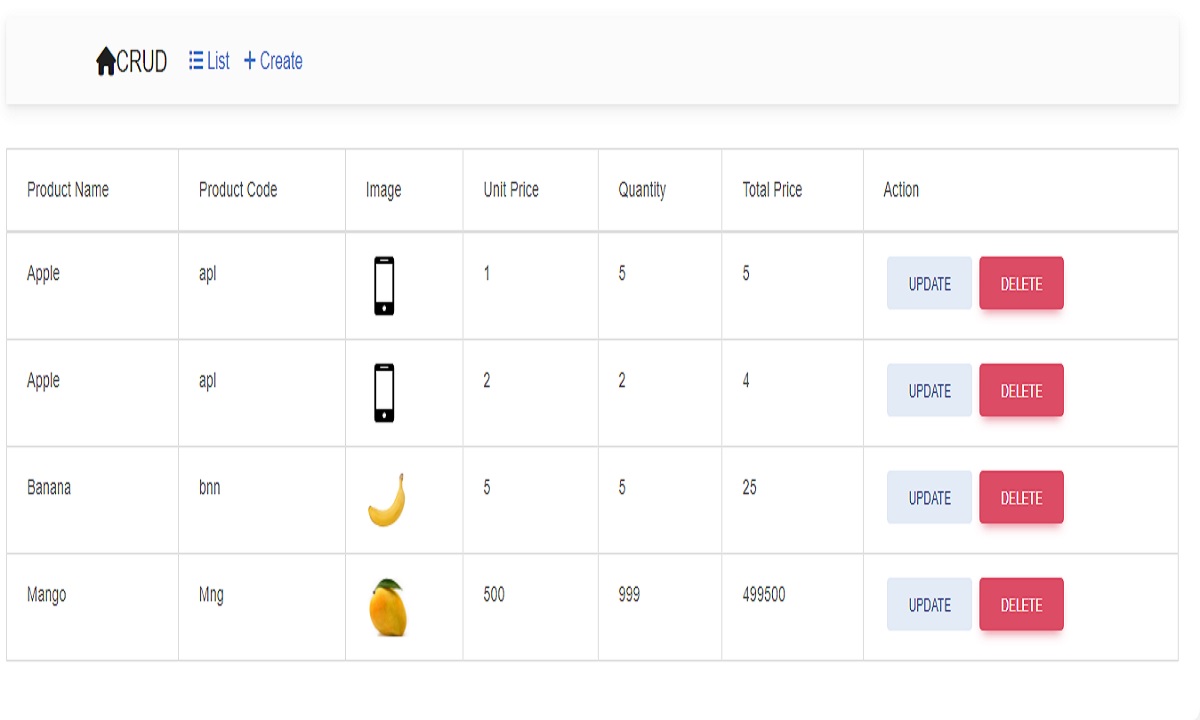 CRUD List Create
Product Name Product Code Image Unit Price Quantity Total Price Action
Apple apl 1 5 5 UPDATE DELETE
Apple apl 2 2 4 UPDATE DELETE
Banana bnn 5 5 25 UPDATE DELETE
Mango Mng 500 999 499500 UPDATE DELETE